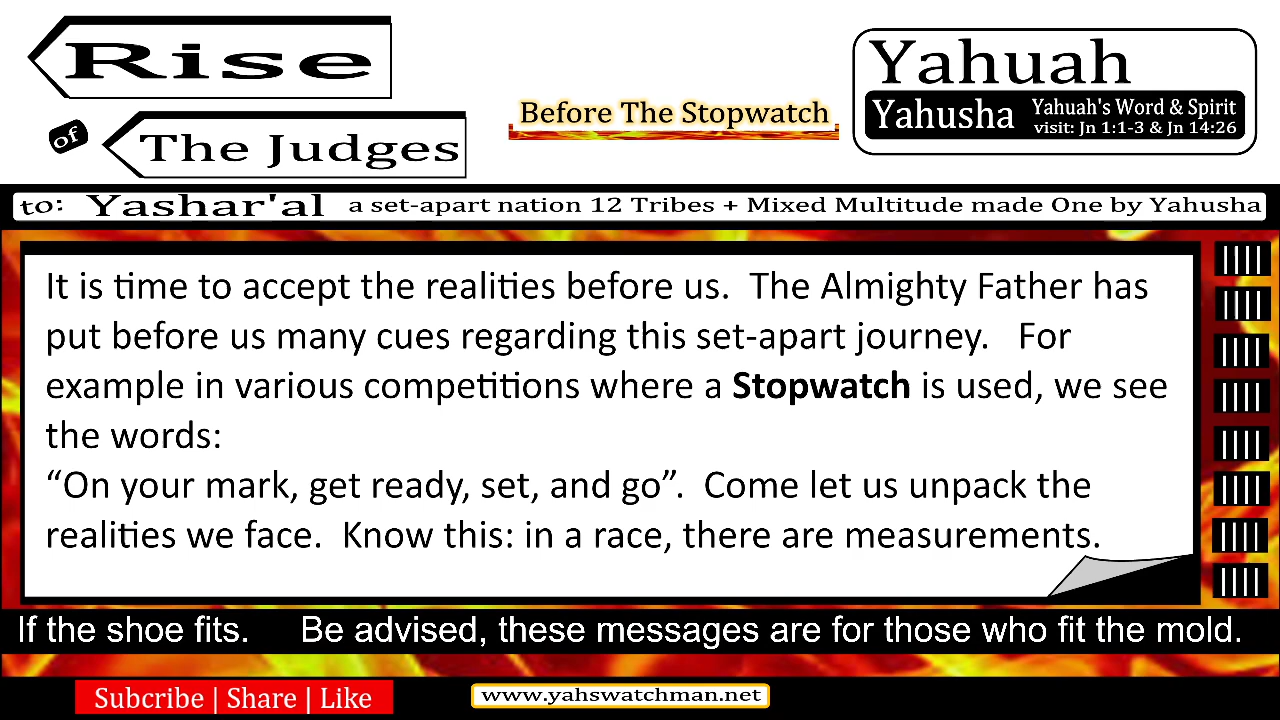 Rise
of
The Judges
Before The Stopwatch
Yahuah
Yahusha
Yahuah's Word & Spirit
visit: Jn 1:1-3 & Jn 14:26
to: Yashar'al a set-apart nation 12 Tribes + Mixed Multitude made One by Yahusha
It is time to accept the realities before us. The Almighty Father has
put before us many cues regarding this set-apart journey. For
example in various competitions where a Stopwatch is used, we see
the words:
“On your mark, get ready, set, and go”. Come let us unpack the
realities we face. Know this: in a race, there are measurements.
If the shoe fits. Be advised, these messages are for those who fit the mold.
Subcribe | Share | Like
www.yahswatchman.net